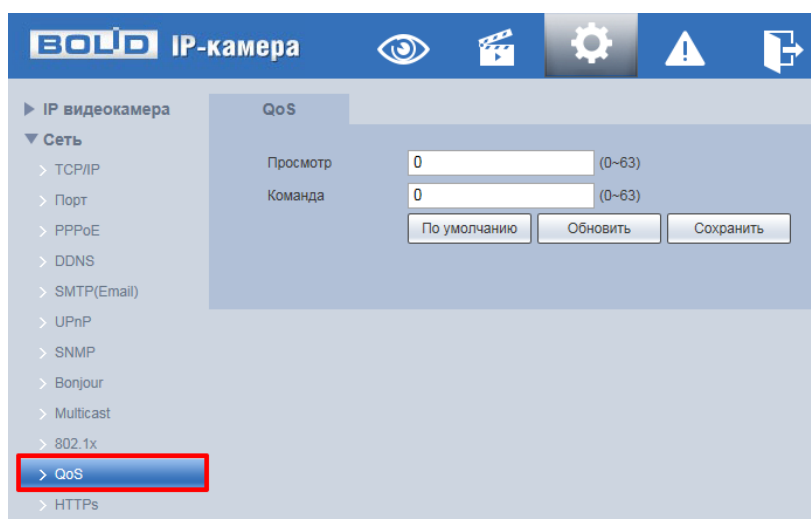 BOLID IP-камера
IP видеокамера
QoS
Сеть
TCP/IP
Просмотр 0 (0~63)
Порт
Команда 0 (0~63)
PPPoE
По умолчанию Обновить Сохранить
DDNS
SMTP(Email)
UPnP
SNMP
Bonjour
Multicast
802.1x
QoS
HTTPs